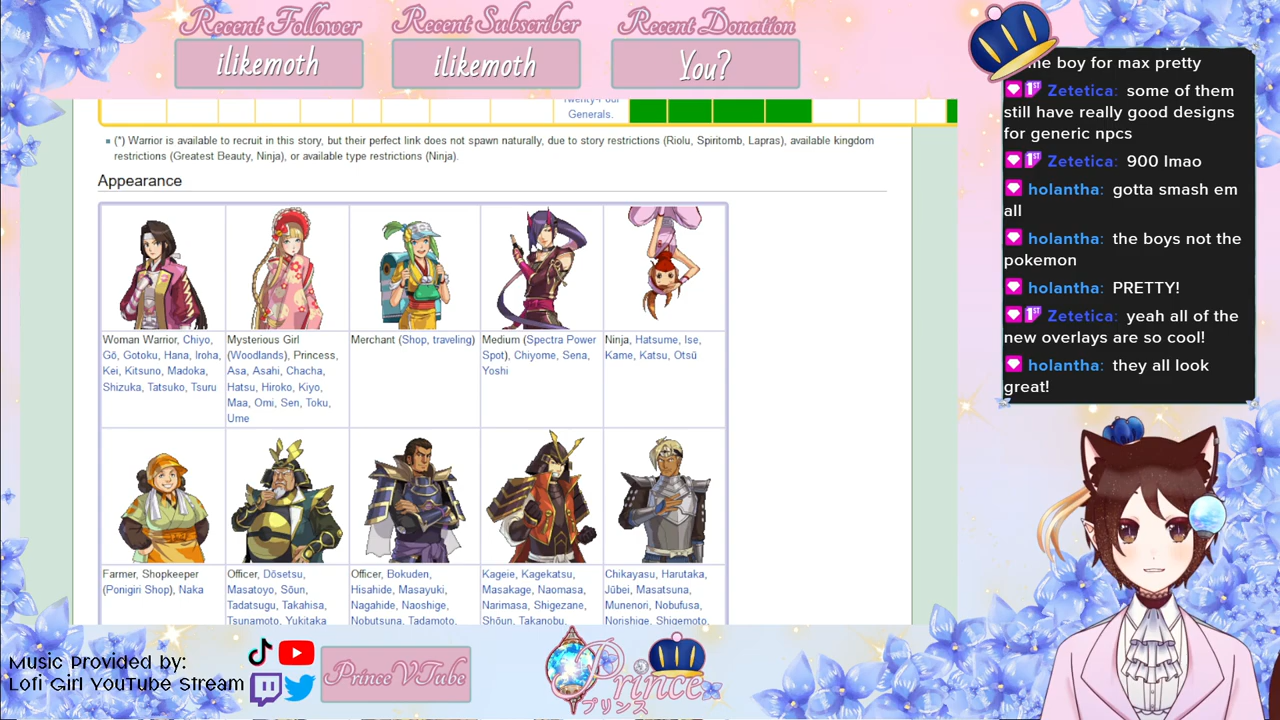 Recent Follower
Recent Subscriber
Recent Donation
ilikemoth
ilikemoth
You?
Generals.
(*) Warrior is available to recruit in this story, but their perfect link does not spawn naturally, due to story restrictions (Riolu, Spiritomb, Lapras), available kingdom
restrictions (Greatest Beauty, Ninja), or available type restrictions (Ninja).
Appearance
Woman Warrior, Chiyo,
Gō, Gotoku, Hana, Iroha,
Kei, Kitsuno, Madoka,
Shizuka, Tatsuko, Tsuru
Mysterious Girl
(Woodlands), Princess,
Asa, Asahi, Chacha,
Hatsu, Hiroko, Kiyo,
Maa, Omi, Sen, Toku,
Ume
Merchant (Shop, traveling)
Medium (Spectra Power
Spot), Chiyome, Sena,
Yoshi
Ninja, Hatsume, Ise,
Kame, Katsu, Otsū
Farmer, Shopkeeper
(Ponigiri Shop), Naka
Officer, Dōsetsu,
Masatoyo, Sōun,
Tadatsugu, Takahisa,
Tsunamoto, Yukitaka
Officer, Bokuden,
Hisahide, Masayuki,
Nagahide, Naoshige,
Nobutsuna, Tadamoto,
Kageie, Kagekatsu,
Masakage, Naomasa,
Narimasa, Shigezane,
Shōun, Takanobu,
Chikayasu, Harutaka,
Jūbei, Masatsuna,
Munenori, Nobufusa,
Norishige, Shigemoto,
me boy for max pretty
1st Zetetica: some of them
still have really good designs
for generic npcs
1st Zetetica: 900 lmao
holantha: gotta smash em
all
holantha: the boys not the
pokemon
holantha: PRETTY!
1st Zetetica: yeah all of the
new overlays are so cool!
holantha: they all look
great!
Music Provided by:
Lofi Girl YouTube Stream
PrinceVTube
Prince
プリンス